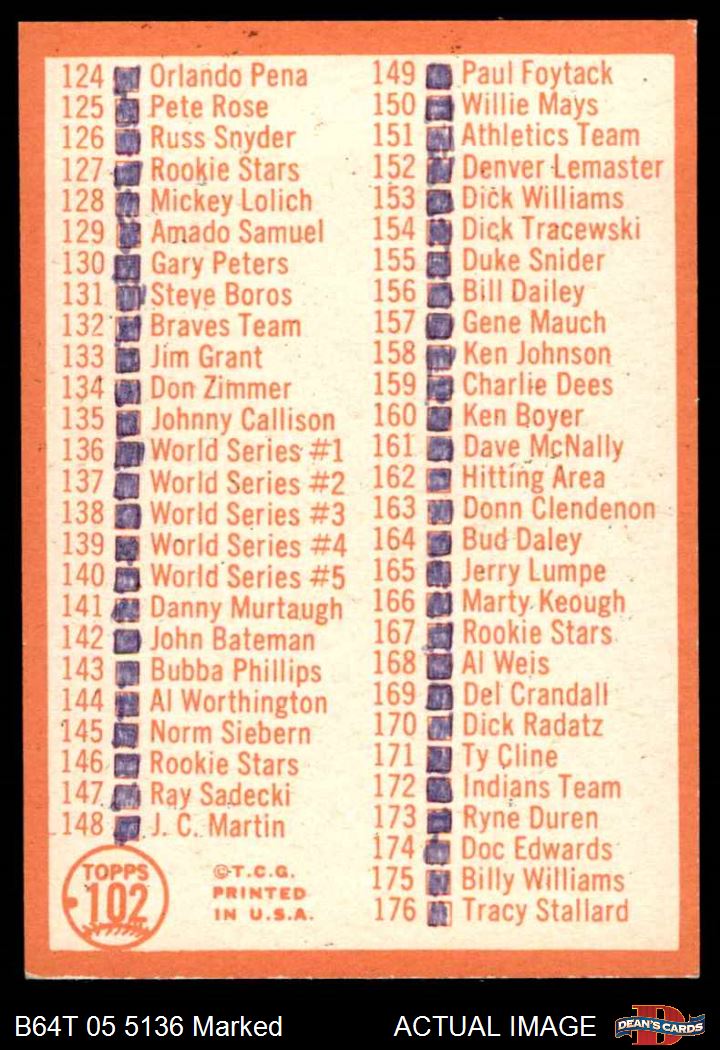 124 Orlando Pena
125 Pete Rose
126 Russ Snyder
127 Rookie Stars
128 Mickey Lolich
129 Amado Samuel
130 Gary Peters
131 Steve Boros
132 Braves Team
133 Jim Grant
134 Don Zimmer
135 Johnny Callison
136 World Series #1
137 World Series #2
138 World Series #3
139 World Series #4
140 World Series #5
141 Danny Murtaugh
142 John Bateman
143 Bubba Phillips
144 Al Worthington
145 Norm Siebern
146 Rookie Stars
147 Ray Sadecki
148 J. C. Martin
TOPPS
102
©T.C.G.
PRINTED
IN U.S.A.
149 Paul Foytack
150 Willie Mays
151 Athletics Team
152 Denver Lemaster
153 Dick Williams
154 Dick Tracewski
155 Duke Snider
156 Bill Dailey
157 Gene Mauch
158 Ken Johnson
159 Charlie Dees
160 Ken Boyer
161 Dave McNally
162 Hitting Area
163 Donn Clendenon
164 Bud Daley
165 Jerry Lumpe
166 Marty Keough
167 Rookie Stars
168 Al Weis
169 Del Crandall
170 Dick Radatz
171 Ty Cline
172 Indians Team
173 Ryne Duren
174 Doc Edwards
175 Billy Williams
176 Tracy Stallard
B64T 05 5136 Marked
ACTUAL IMAGE
D
DEAN'S CARDS